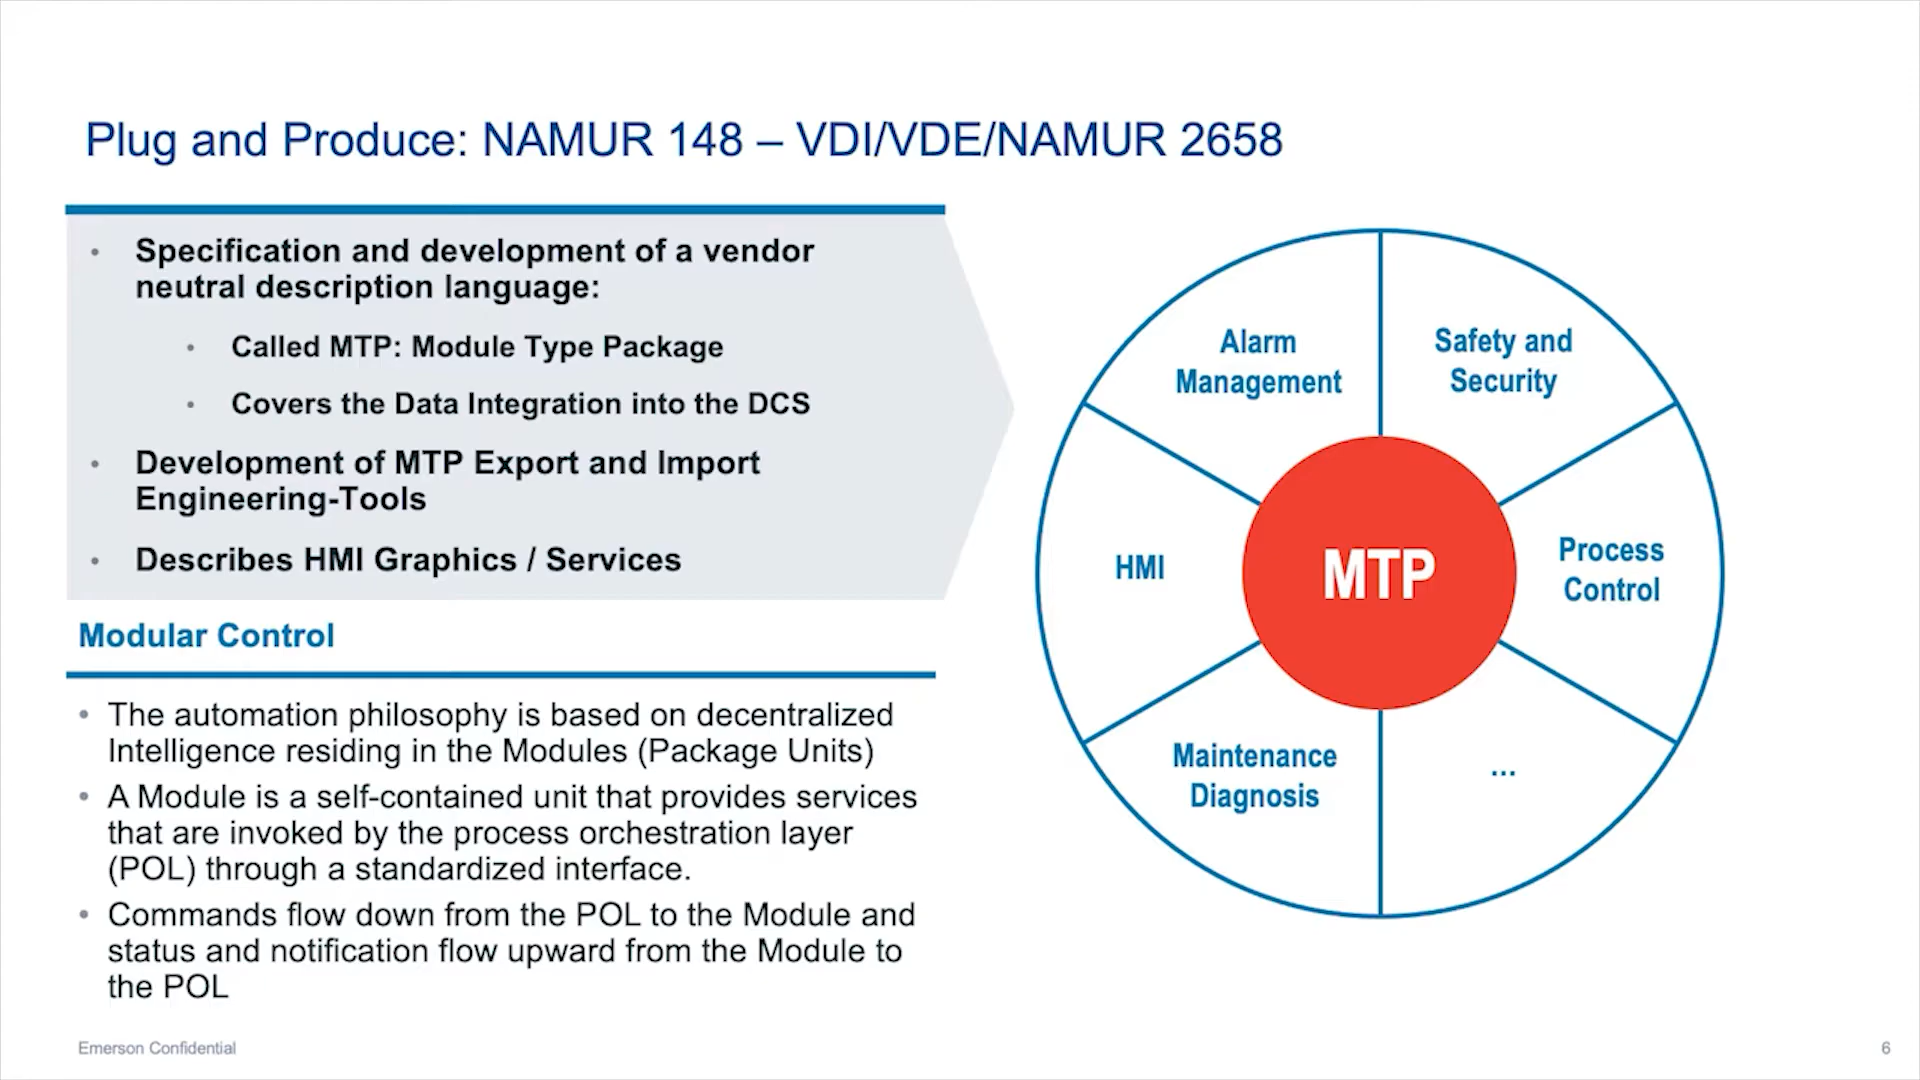 Plug and Produce: NAMUR 148 – VDI/VDE/NAMUR 2658
• Specification and development of a vendor
neutral description language:
• Called MTP: Module Type Package
• Covers the Data Integration into the DCS
• Development of MTP Export and Import
Engineering-Tools
• Describes HMI Graphics / Services
Modular Control
• The automation philosophy is based on decentralized
Intelligence residing in the Modules (Package Units)
• A Module is a self-contained unit that provides services
that are invoked by the process orchestration layer
(POL) through a standardized interface.
• Commands flow down from the POL to the Module and
status and notification flow upward from the Module to
the POL
Alarm
Management
Safety and
Security
HMI
MTP
Process
Control
Maintenance
Diagnosis
...
Emerson Confidential
6